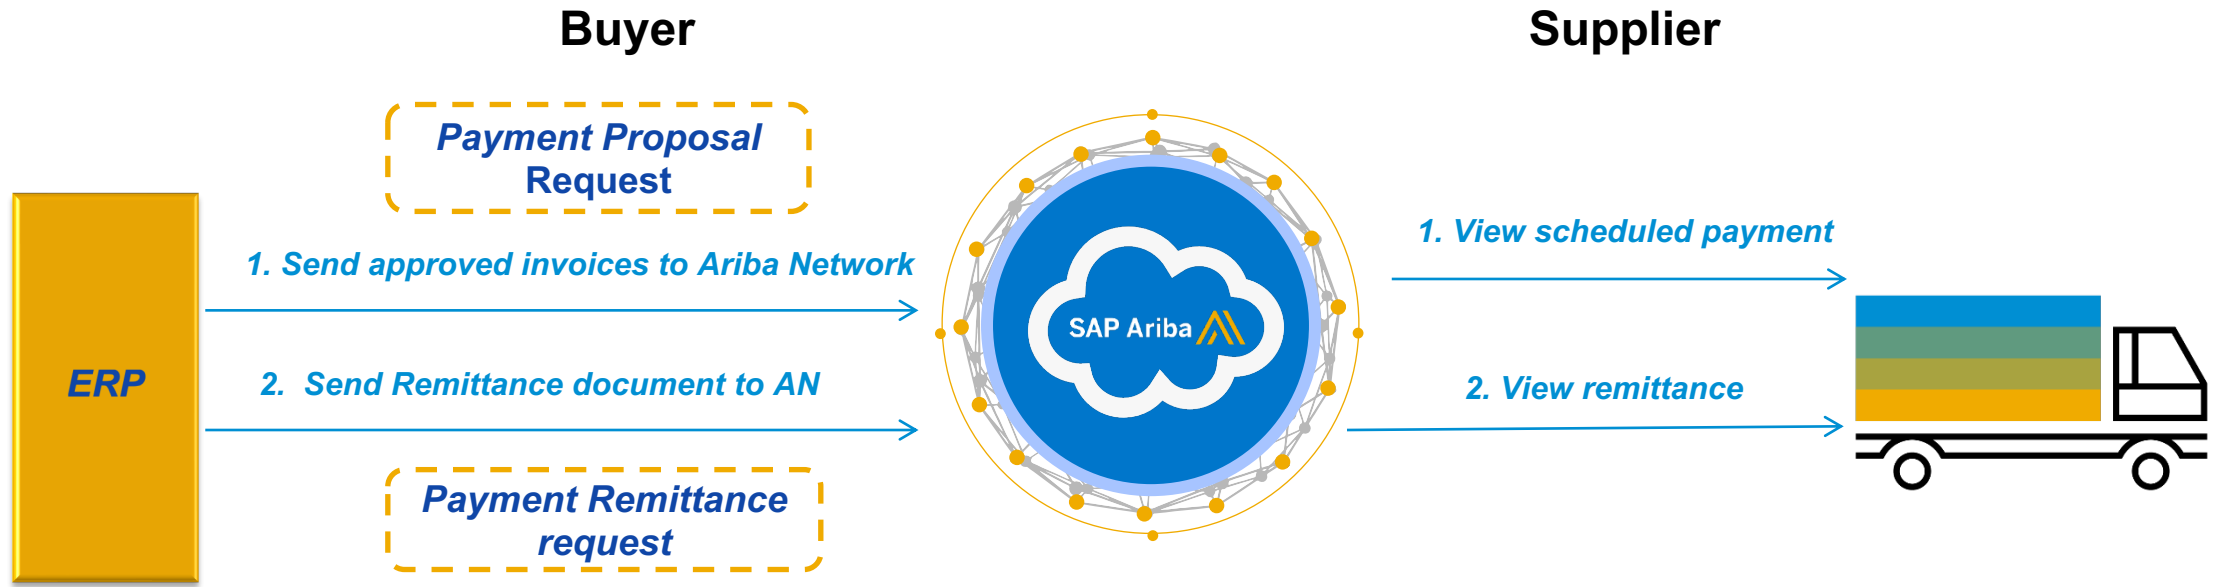 Buyer
Supplier
Payment Proposal
Request
1. Send approved invoices to Ariba Network
1. View scheduled payment
SAP Ariba
ERP
2. Send Remittance document to AN
2. View remittance
Payment Remittance
request